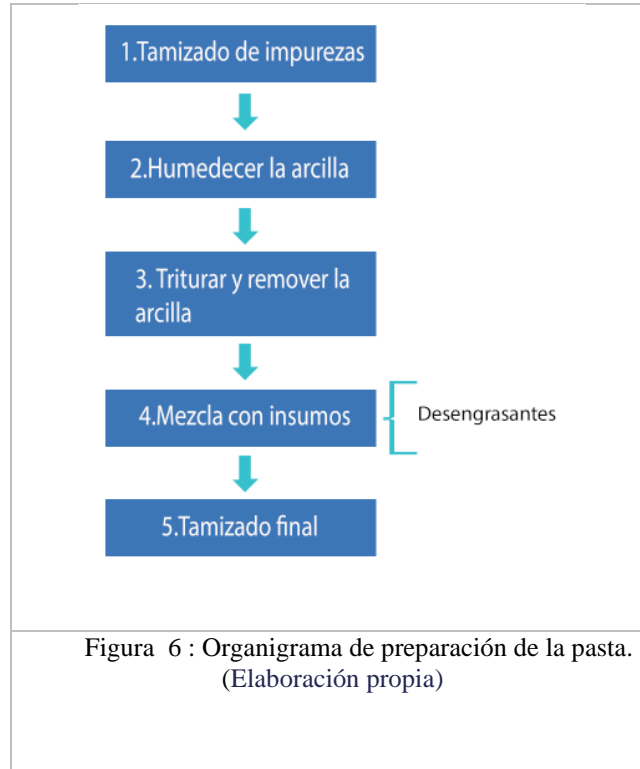 1.Tamizado de impurezas
2.Humedecer la arcilla
3. Triturar y remover la
arcilla
4.Mezcla con insumos
Desengrasantes
5.Tamizado final
Figura 6 : Organigrama de preparación de la pasta.
(Elaboración propia)